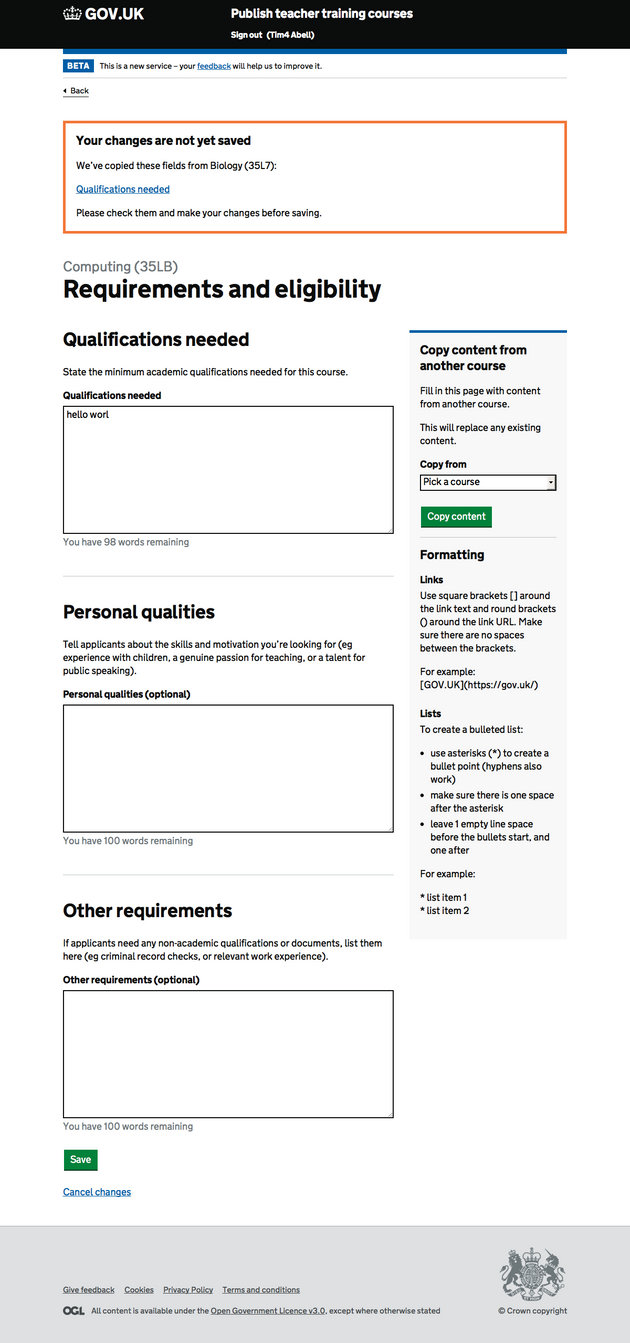 GOV.UK
Publish teacher training courses
Sign out (Tim4 Abell)
BETA This is a new service – your feedback will help us to improve it.
Back
Your changes are not yet saved
We've copied these fields from Biology (35L7):
Qualifications needed
Please check them and make your changes before saving.
Computing (35LB)
Requirements and eligibility
Qualifications needed
State the minimum academic qualifications needed for this course.
Qualifications needed
hello worl
You have 98 words remaining
Personal qualities
Tell applicants about the skills and motivation you're looking for (eg
experience with children, a genuine passion for teaching, or a talent for
public speaking).
Personal qualities (optional)
You have 100 words remaining
Other requirements
If applicants need any non-academic qualifications or documents, list them
here (eg criminal record checks, or relevant work experience).
Other requirements (optional)
You have 100 words remaining
Save
Cancel changes
Copy content from
another course
Fill in this page with content
from another course.
This will replace any existing
content.
Copy from
Pick a course
Copy content
Formatting
Links
Use square brackets [] around
the link text and round brackets
() around the link URL. Make
sure there are no spaces
between the brackets.
For example:
[GOV.UK](https://gov.uk/)
Lists
To create a bulleted list:
• use asterisks (*) to create a
bullet point (hyphens also
work)
• make sure there is one space
after the asterisk
• leave 1 empty line space
before the bullets start, and
one after
For example:
* list item 1
* list item 2
Give feedback Cookies Privacy Policy Terms and conditions
OGL All content is available under the Open Government Licence v3.0, except where otherwise stated
© Crown copyright